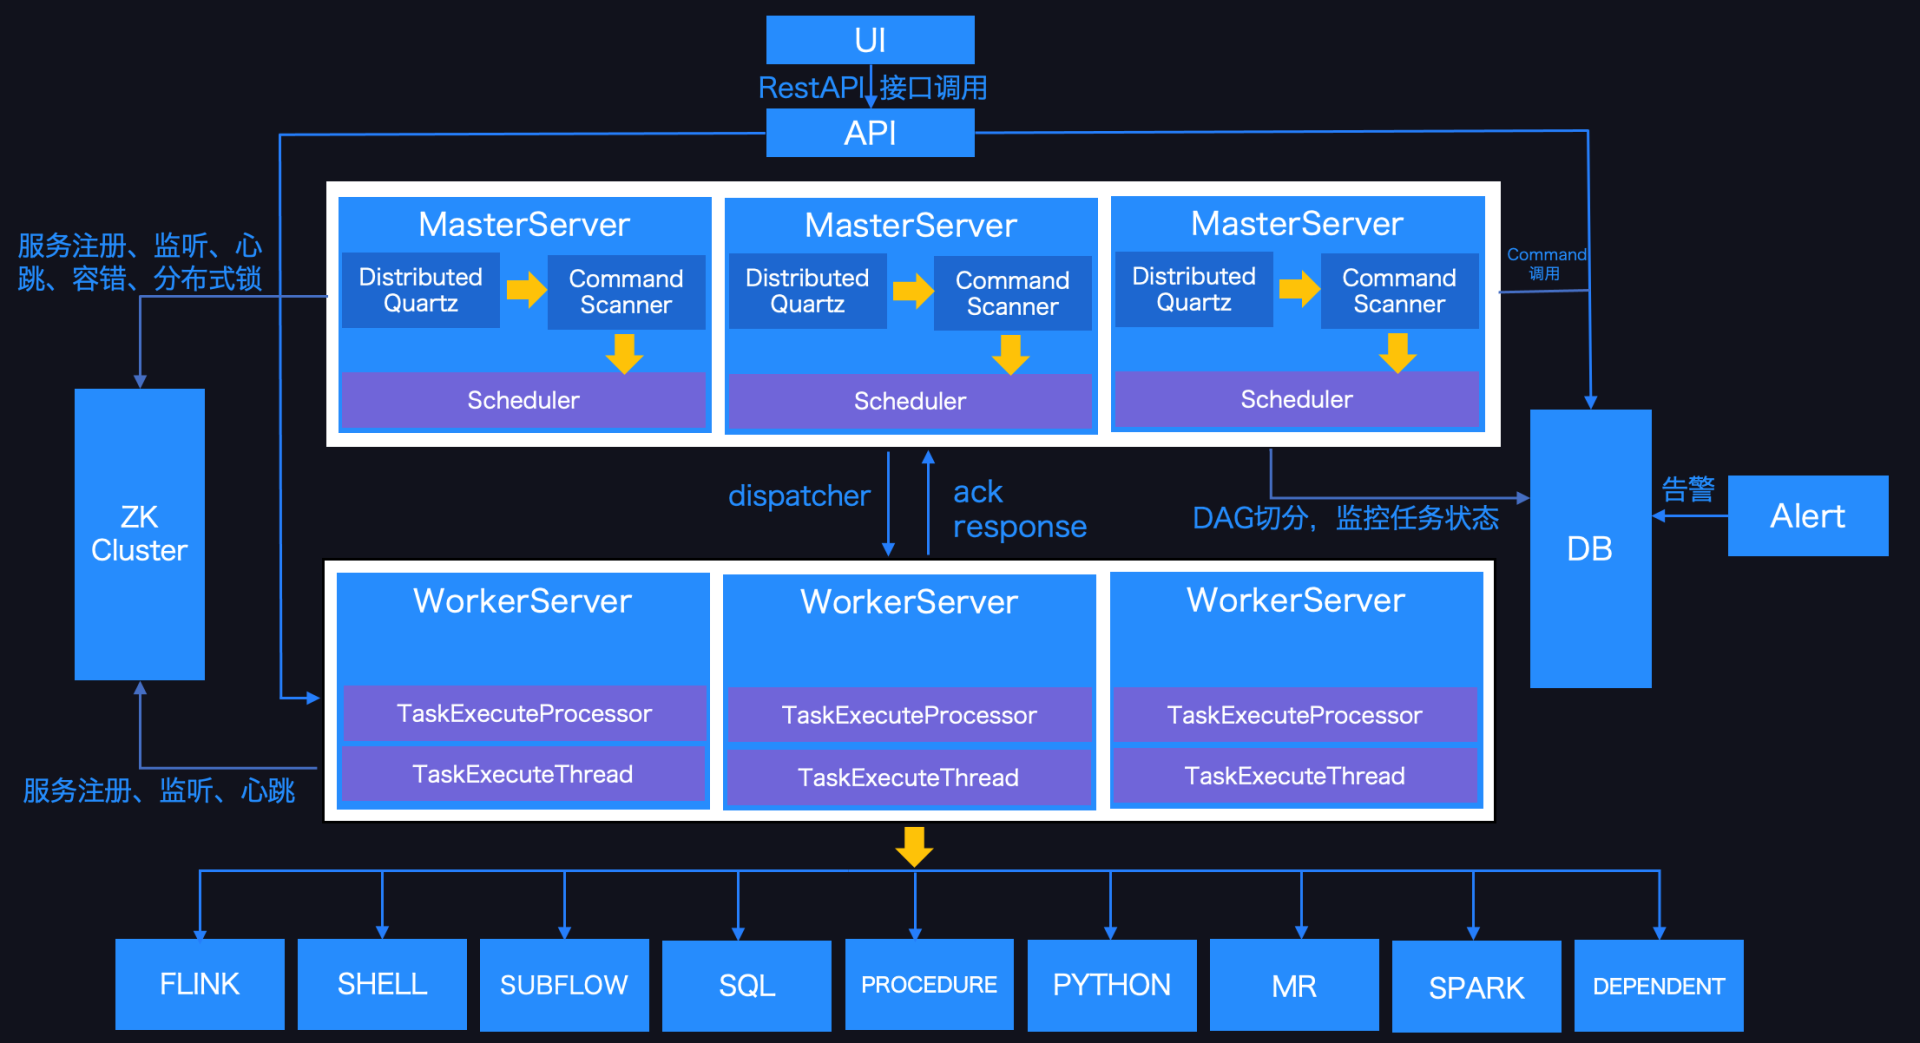 UI
RestAPI 接口调用
API
服务注册、监听、心
跳、容错、分布式锁
MasterServer
Distributed
Quartz
Command
Scanner
Scheduler
MasterServer
Distributed
Quartz
Command
Scanner
Scheduler
MasterServer
Distributed
Quartz
Command
Scanner
Scheduler
Command
调用
ZK
Cluster
dispatcher
ack
response
DAG切分，监控任务状态
DB
告警
Alert
WorkerServer
TaskExecuteProcessor
TaskExecuteThread
WorkerServer
TaskExecuteProcessor
TaskExecuteThread
WorkerServer
TaskExecuteProcessor
TaskExecuteThread
服务注册、监听、心跳
FLINK
SHELL
SUBFLOW
SQL
PROCEDURE
PYTHON
MR
SPARK
DEPENDENT